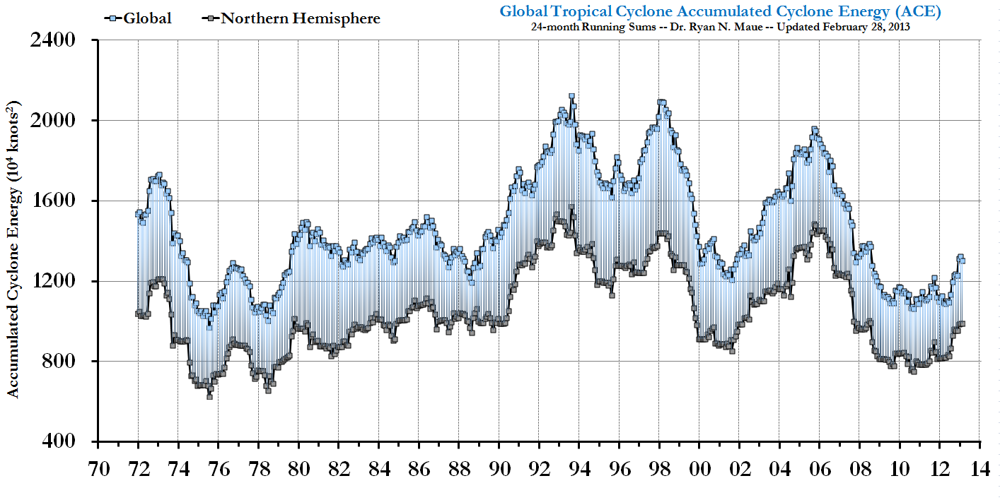 Global Northern Hemisphere
Global Tropical Cyclone Accumulated Cyclone Energy (ACE)
24-month Running Sums -- Dr. Ryan N. Maue -- Updated February 28, 2013
Accumulated Cyclone Energy (10⁴ knots²)
2400
2000
1600
1200
800
400
70 72 74 76 78 80 82 84 86 88 90 92 94 96 98 00 02 04 06 08 10 12 14